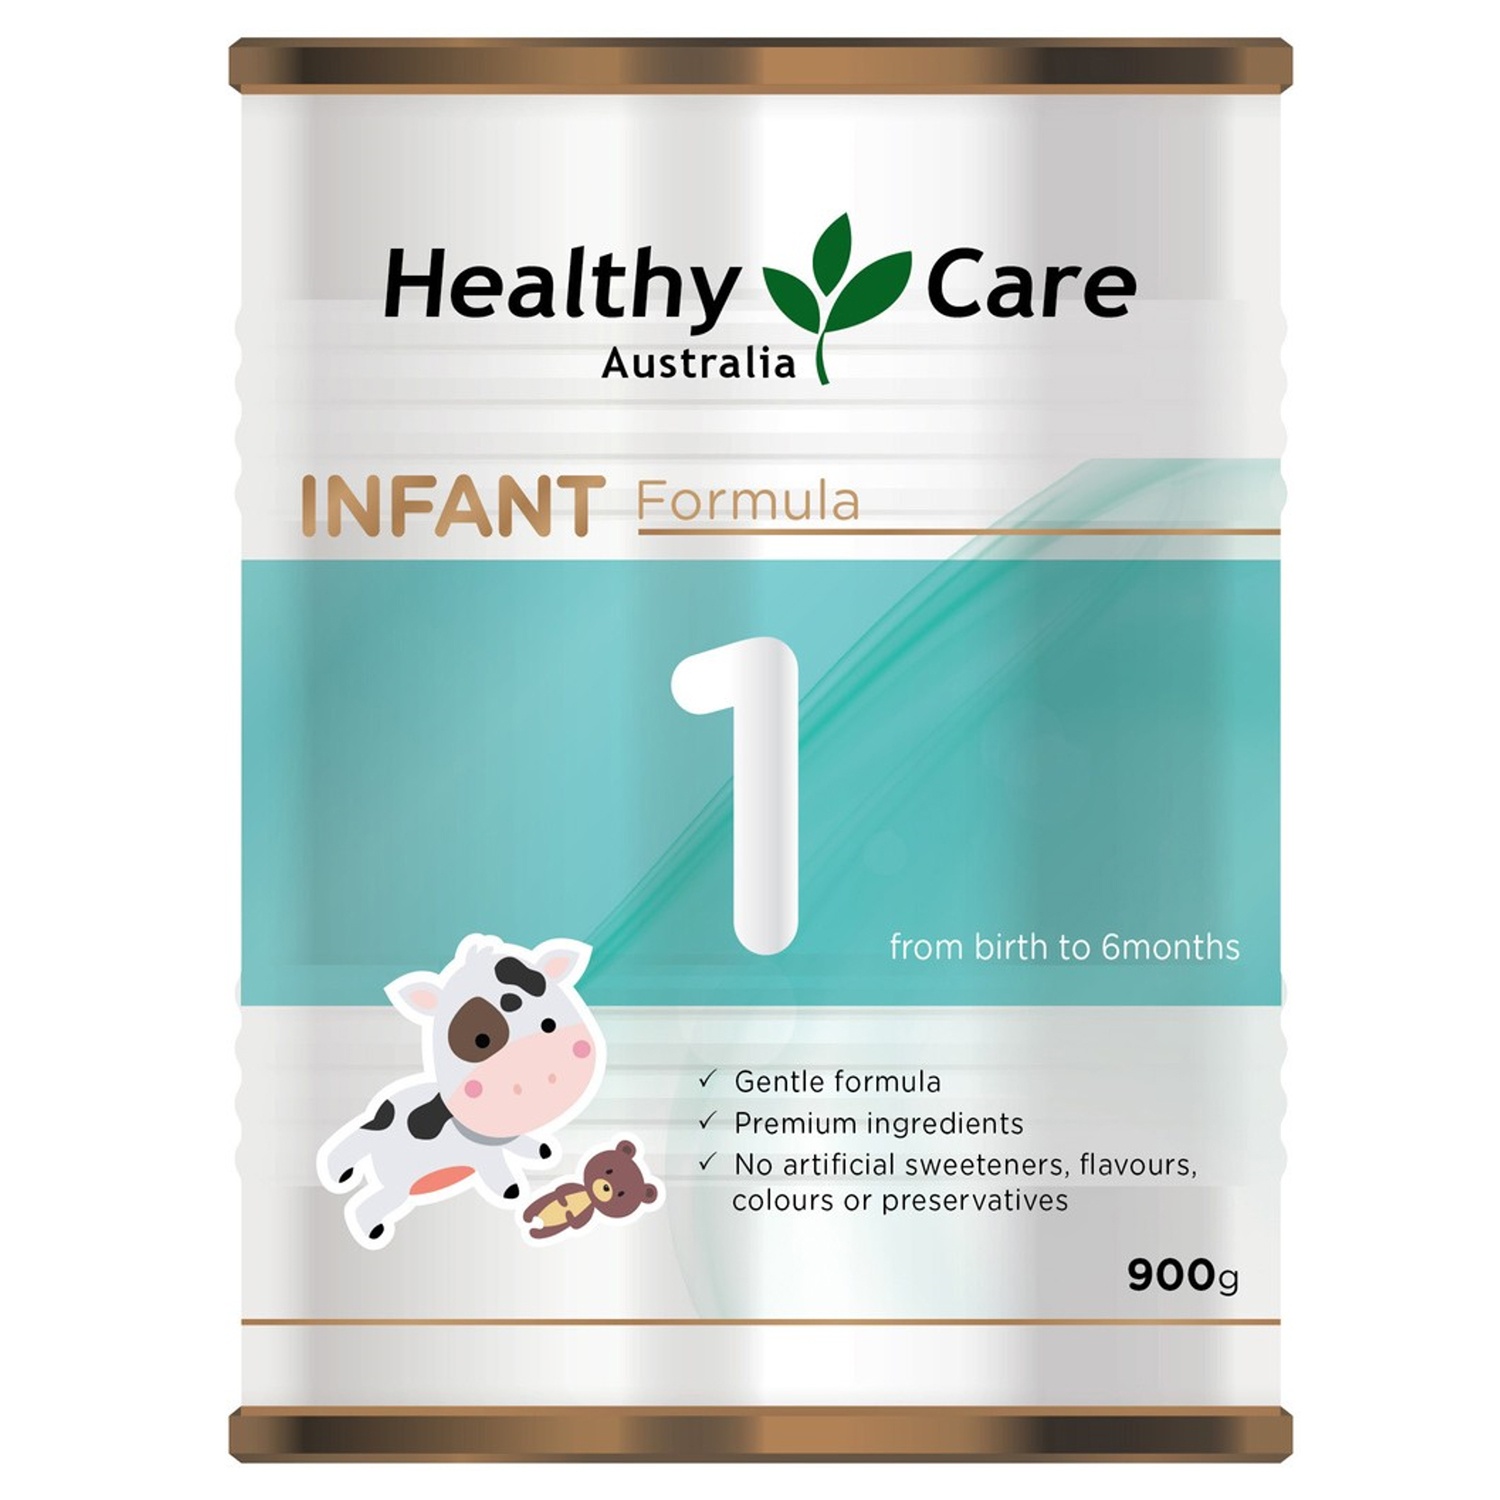 Healthy Care
Australia
INFANT Formula
1
from birth to 6months
✓ Gentle formula
✓ Premium ingredients
✓ No artificial sweeteners, flavours,
colours or preservatives
900g